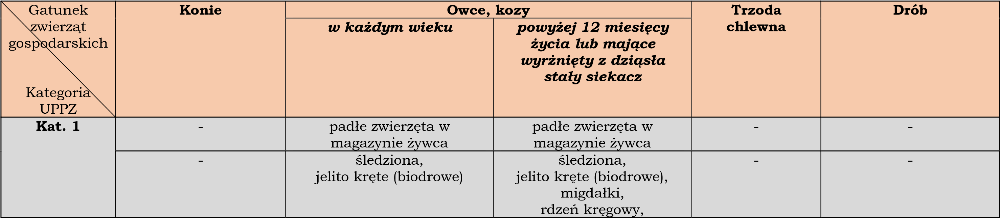 Gatunek
zwierząt
gospodarskich
Kategoria
UPPZ
Konie
Owce, kozy
w każdym wieku
powyżej 12 miesięcy
życia lub mające
wyrżnięty z dziąsła
stały siekacz
Trzoda
chlewna
Drób
Kat. 1
-
padłe zwierzęta w
magazynie żywca
padłe zwierzęta w
magazynie żywca
-
-
-
śledziona,
jelito kręte (biodrowe)
śledziona,
jelito kręte (biodrowe),
migdałki,
rdzeń kręgowy,
-
-